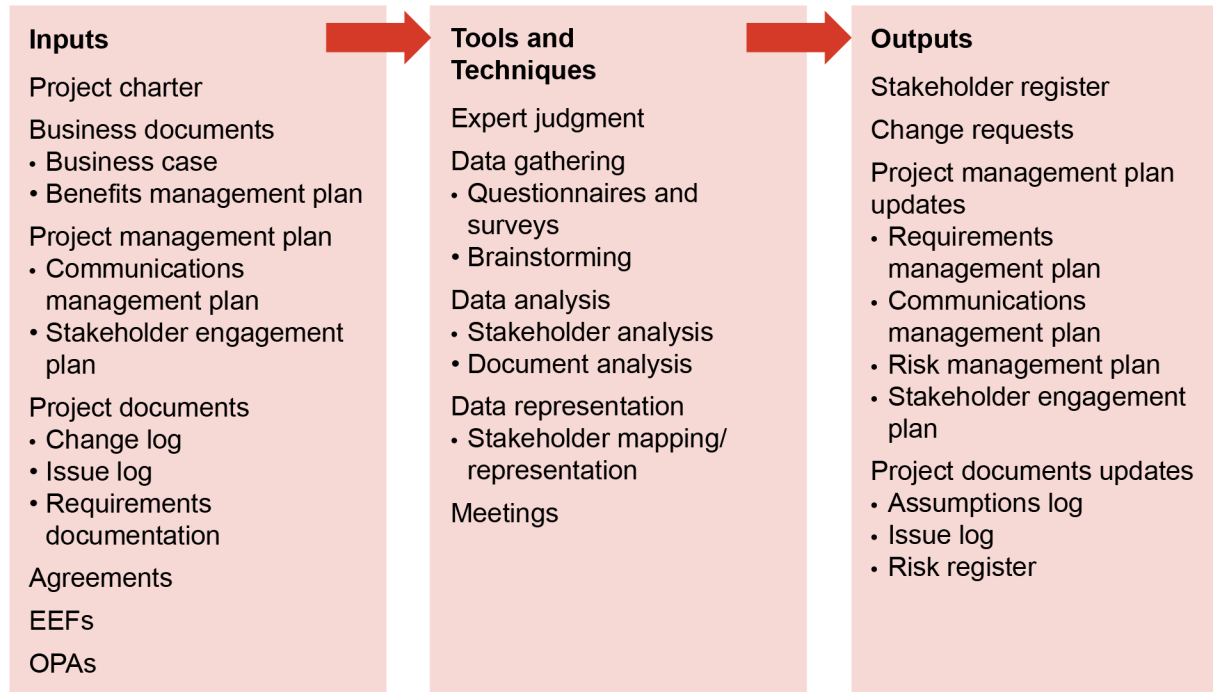 Inputs
Project charter
Business documents
• Business case
• Benefits management plan
Project management plan
• Communications
management plan
• Stakeholder engagement
plan
Project documents
• Change log
• Issue log
• Requirements
documentation
Agreements
EEFs
OPAs
Tools and
Techniques
Expert judgment
Data gathering
• Questionnaires and
surveys
• Brainstorming
Data analysis
• Stakeholder analysis
• Document analysis
Data representation
• Stakeholder mapping/
representation
Meetings
Outputs
Stakeholder register
Change requests
Project management plan
updates
• Requirements
management plan
• Communications
management plan
• Risk management plan
• Stakeholder engagement
plan
Project documents updates
• Assumptions log
• Issue log
• Risk register